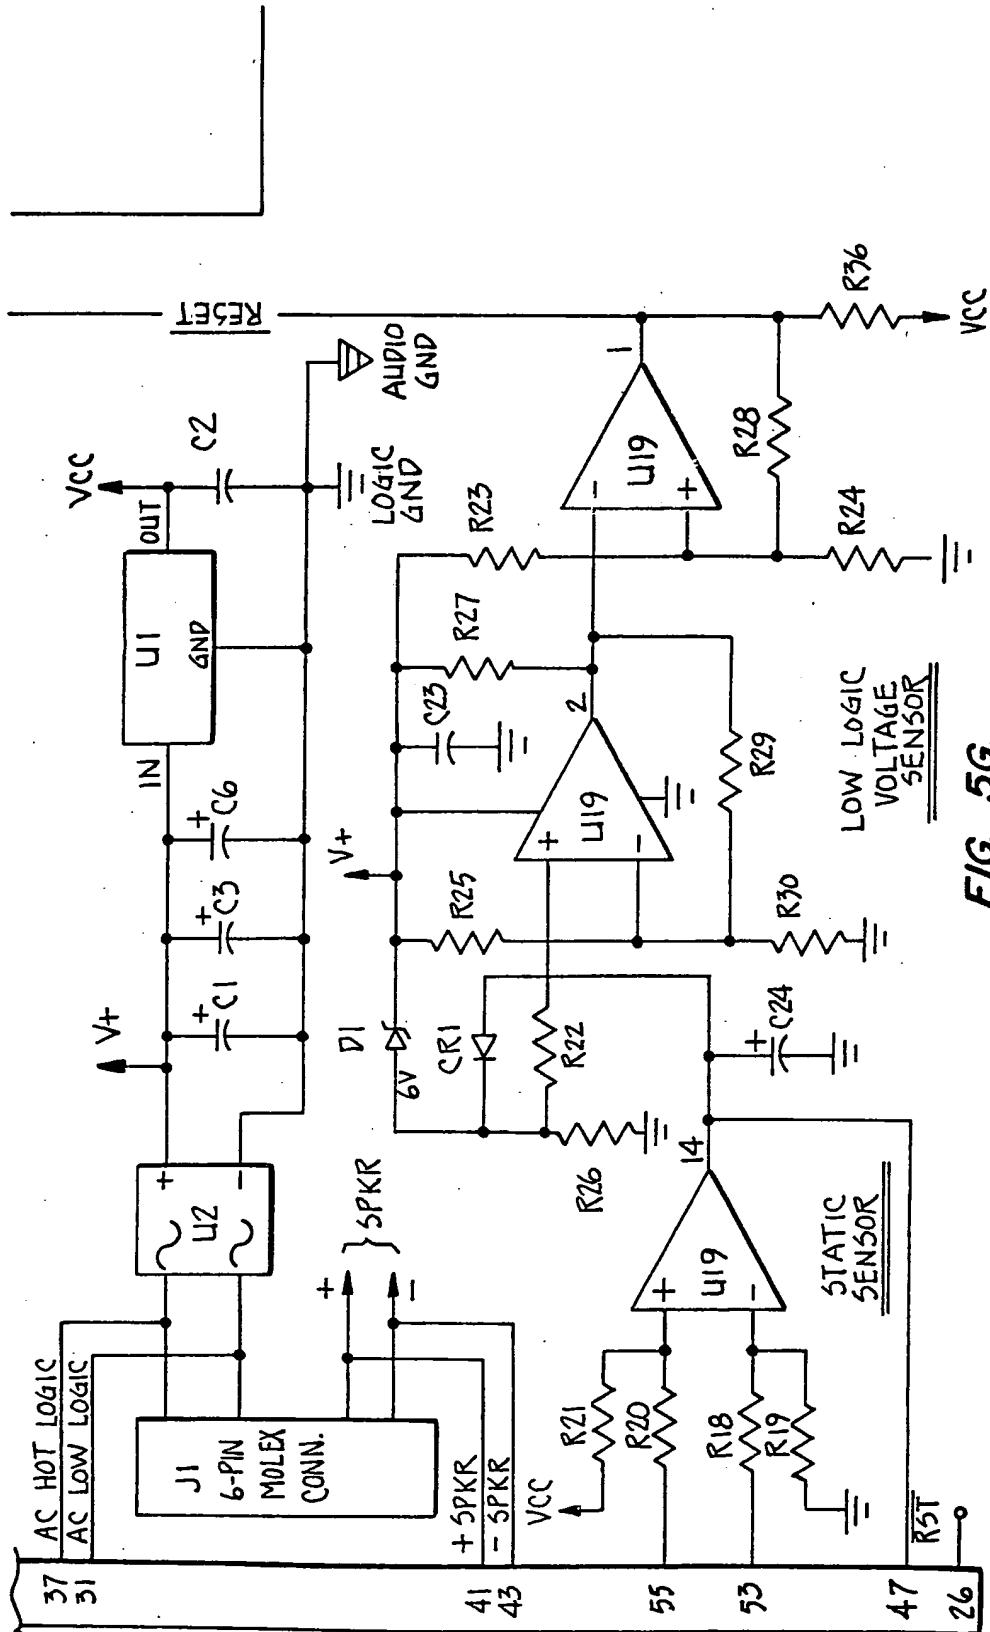 AC HOT LOGIC
AC LOW LOGIC
37
31
J1
6-PIN
MOLEX
CONN.
U2
+
−
V+
+
C1
+
C3
+
C6
IN
U1
GND
OUT
VCC
C2
LOGIC
GND
AUDIO
GND
RESET
+
−
SPKR
+ SPKR
− SPKR
41
43
D1
6V
CR1
R22
R26
V+
R25
C23
R27
R23
+
−
U19
2
R29
R30
−
+
U19
1
R28
R24
R36
VCC
VCC
R21
R20
R18
R19
55
53
+
−
U19
14
+
C24
STATIC
SENSOR
LOW LOGIC
VOLTAGE
SENSOR
47
RST
26
FIG. 5G